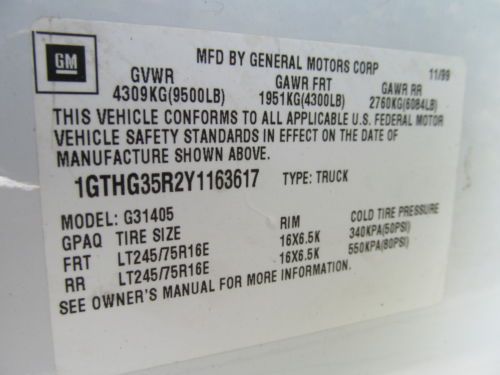 GM
MFD BY GENERAL MOTORS CORP 11/99
GVWR GAWR FRT GAWR RR
4309KG(9500LB) 1951KG(4300LB) 2760KG(6084LB)
THIS VEHICLE CONFORMS TO ALL APPLICABLE U.S. FEDERAL MOTOR
VEHICLE SAFETY STANDARDS IN EFFECT ON THE DATE OF
MANUFACTURE SHOWN ABOVE.
1GTHG35R2Y1163617 TYPE: TRUCK
MODEL: G31405
GPAQ TIRE SIZE RIM COLD TIRE PRESSURE
FRT LT245/75R16E 16X6.5K 340KPA(50PSI)
RR LT245/75R16E 16X6.5K 550KPA(80PSI)
SEE OWNER'S MANUAL FOR MORE INFORMATION.